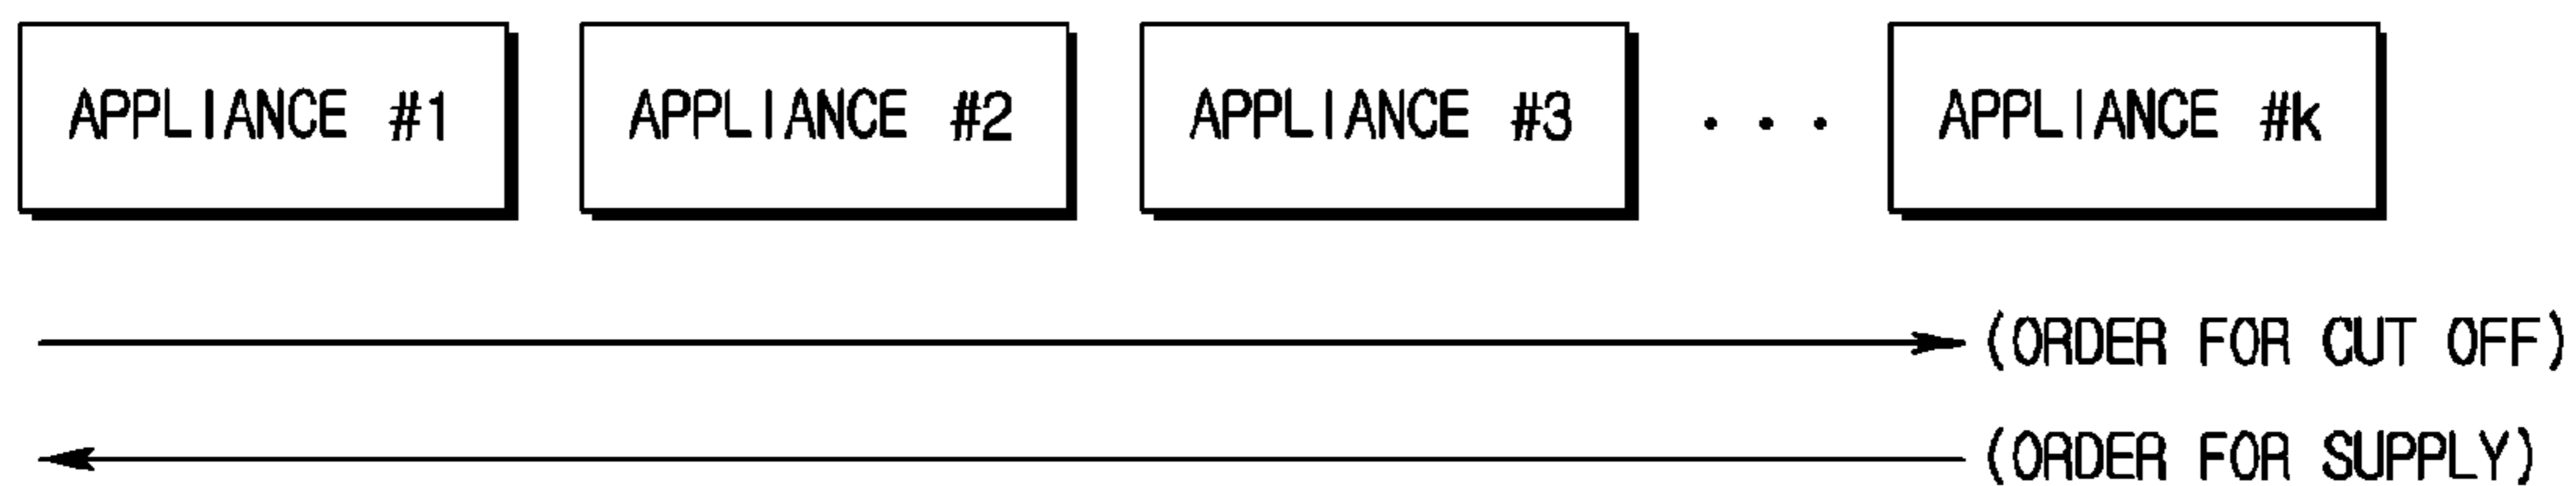 APPLIANCE #1 APPLIANCE #2 APPLIANCE #3 ... APPLIANCE #k
(ORDER FOR CUT OFF)
(ORDER FOR SUPPLY)